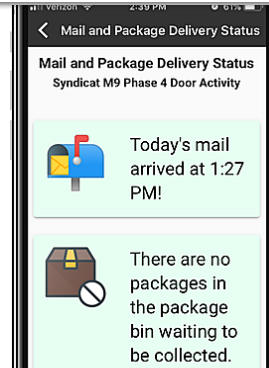 verizon 2:39 PM 61%
Mail and Package Delivery Status
Mail and Package Delivery Status
Syndicat M9 Phase 4 Door Activity
Today's mail
arrived at 1:27
PM!
There are no
packages in
the package
bin waiting to
be collected.